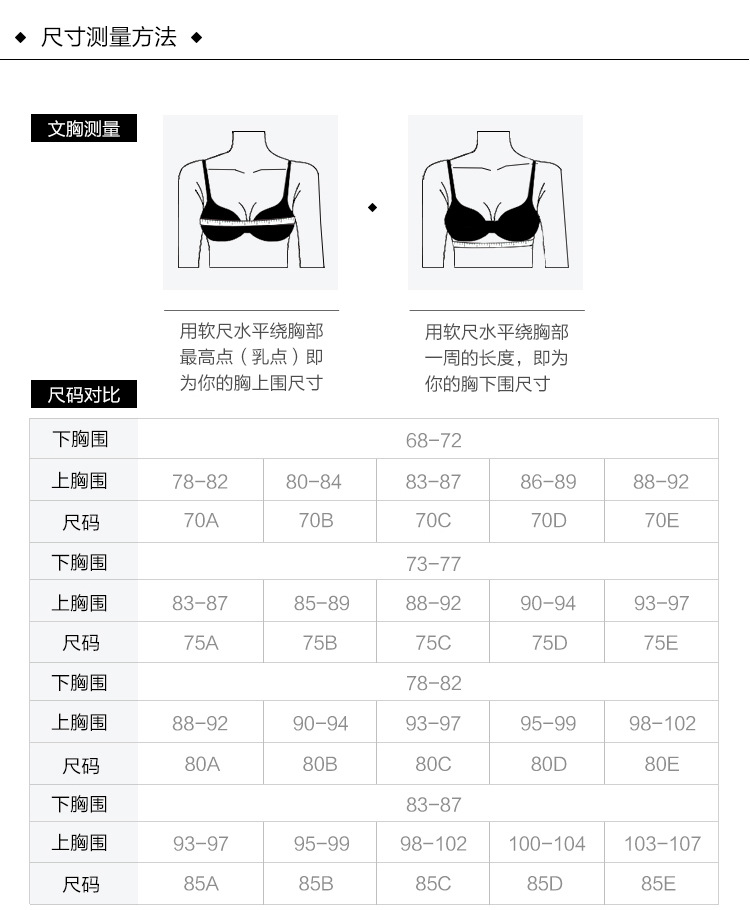 尺寸测量方法
文胸测量
用软尺水平绕胸部
最高点（乳点）即
为你的胸上围尺寸
用软尺水平绕胸部
一周的长度，即为
你的胸下围尺寸
尺码对比
下胸围 68-72
上胸围 78-82 80-84 83-87 86-89 88-92
尺码 70A 70B 70C 70D 70E
下胸围 73-77
上胸围 83-87 85-89 88-92 90-94 93-97
尺码 75A 75B 75C 75D 75E
下胸围 78-82
上胸围 88-92 90-94 93-97 95-99 98-102
尺码 80A 80B 80C 80D 80E
下胸围 83-87
上胸围 93-97 95-99 98-102 100-104 103-107
尺码 85A 85B 85C 85D 85E